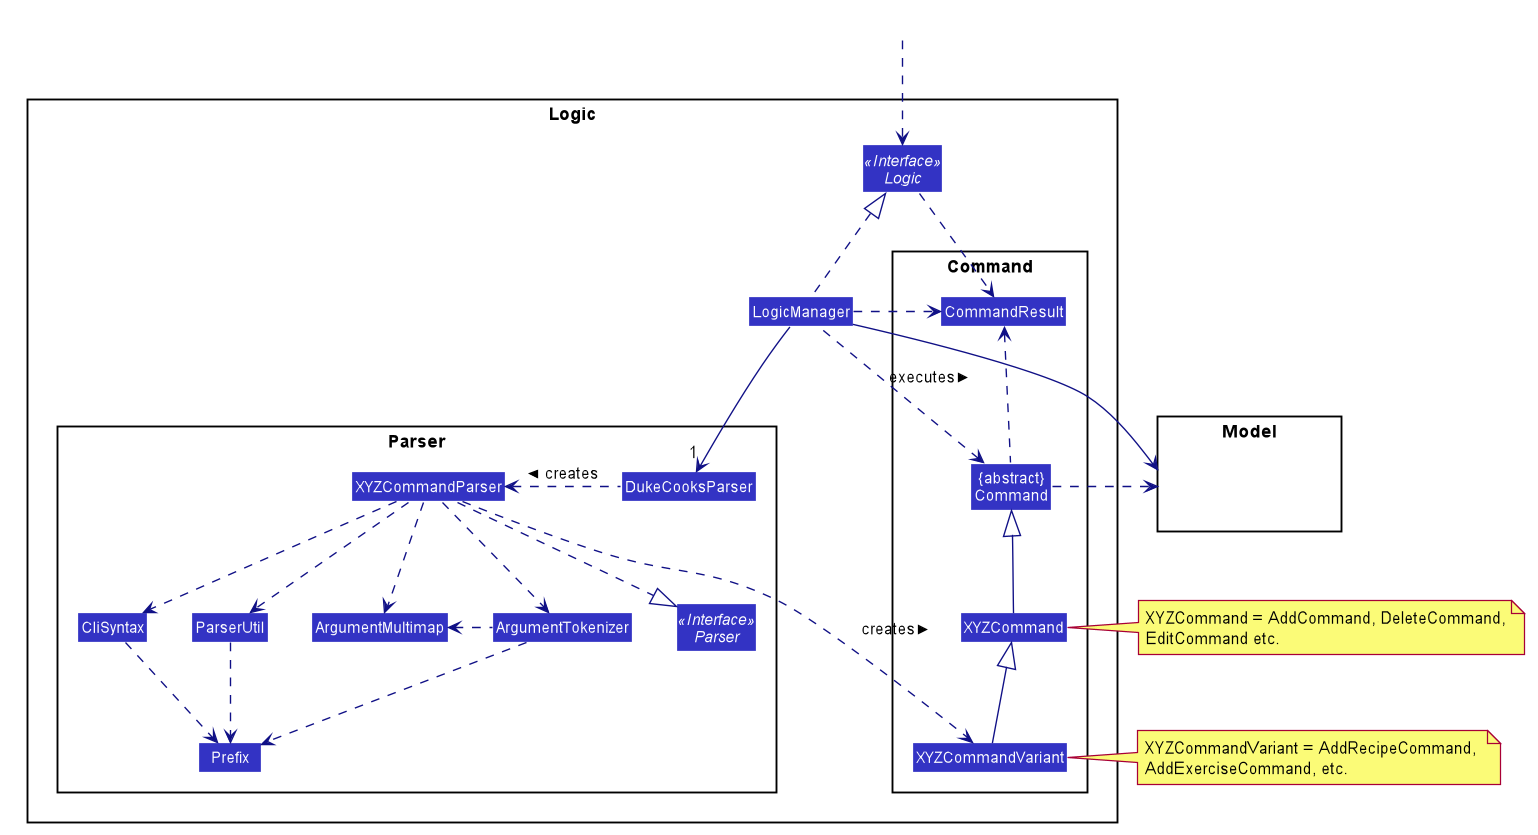 Logic
«Interface»
Logic
Command
LogicManager
CommandResult
executes ►
Model
Parser
1
◄ creates
XYZCommandParser
DukeCooksParser
{abstract}
Command
CliSyntax
ParserUtil
ArgumentMultimap
ArgumentTokenizer
«Interface»
Parser
creates ►
XYZCommand
XYZCommand = AddCommand, DeleteCommand,
EditCommand etc.
Prefix
XYZCommandVariant
XYZCommandVariant = AddRecipeCommand,
AddExerciseCommand, etc.